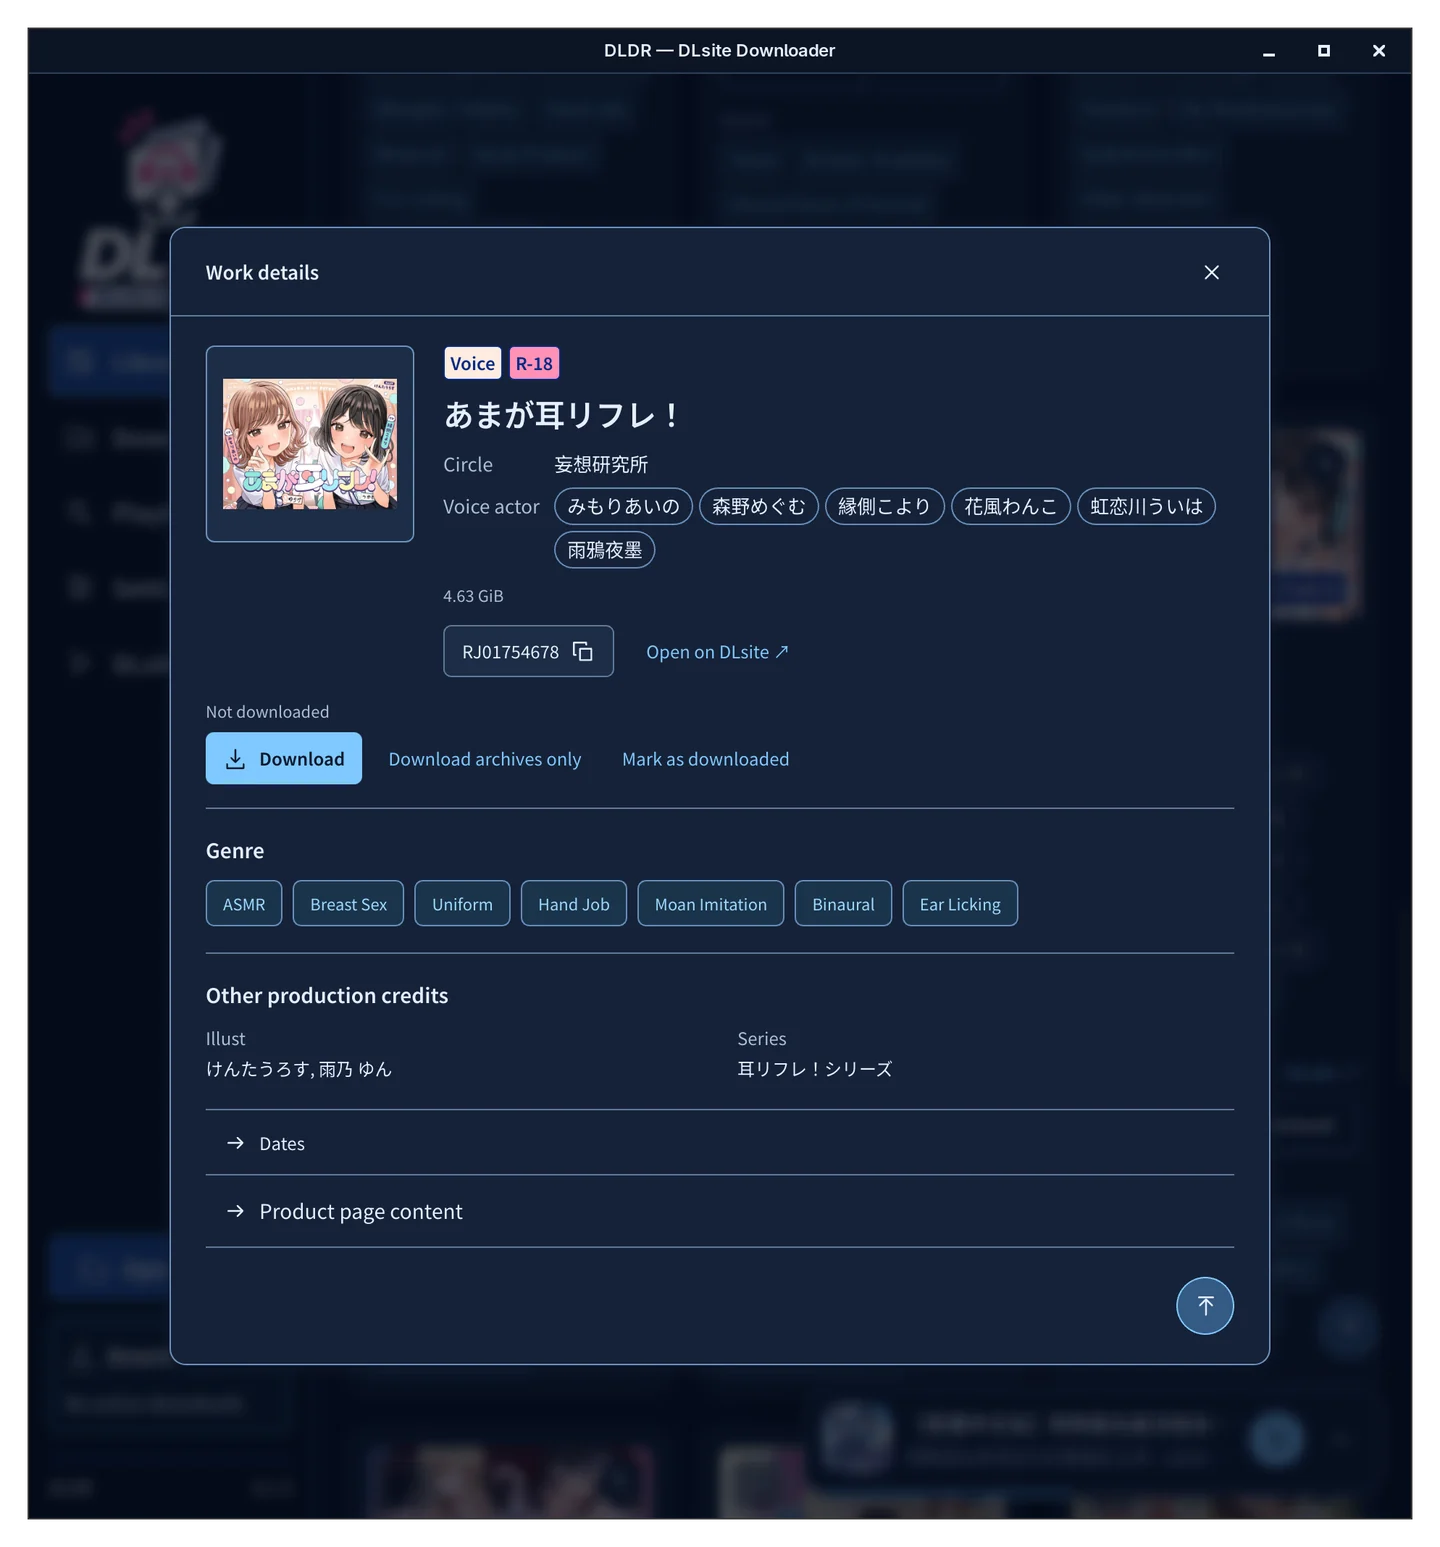 DLDR — DLsite Downloader
Work details
Voice R-18
あまが耳リフレ！
Circle 妄想研究所
Voice actor みもりあいの 森野めぐむ 縁側こより 花風わんこ 虹恋川ういは
雨鴉夜墨
4.63 GiB
RJ01754678 Open on DLsite ↗
Not downloaded
Download Download archives only Mark as downloaded
Genre
ASMR Breast Sex Uniform Hand Job Moan Imitation Binaural Ear Licking
Other production credits
Illust Series
けんたうろす, 雨乃 ゆん 耳リフレ！シリーズ
Dates
Product page content